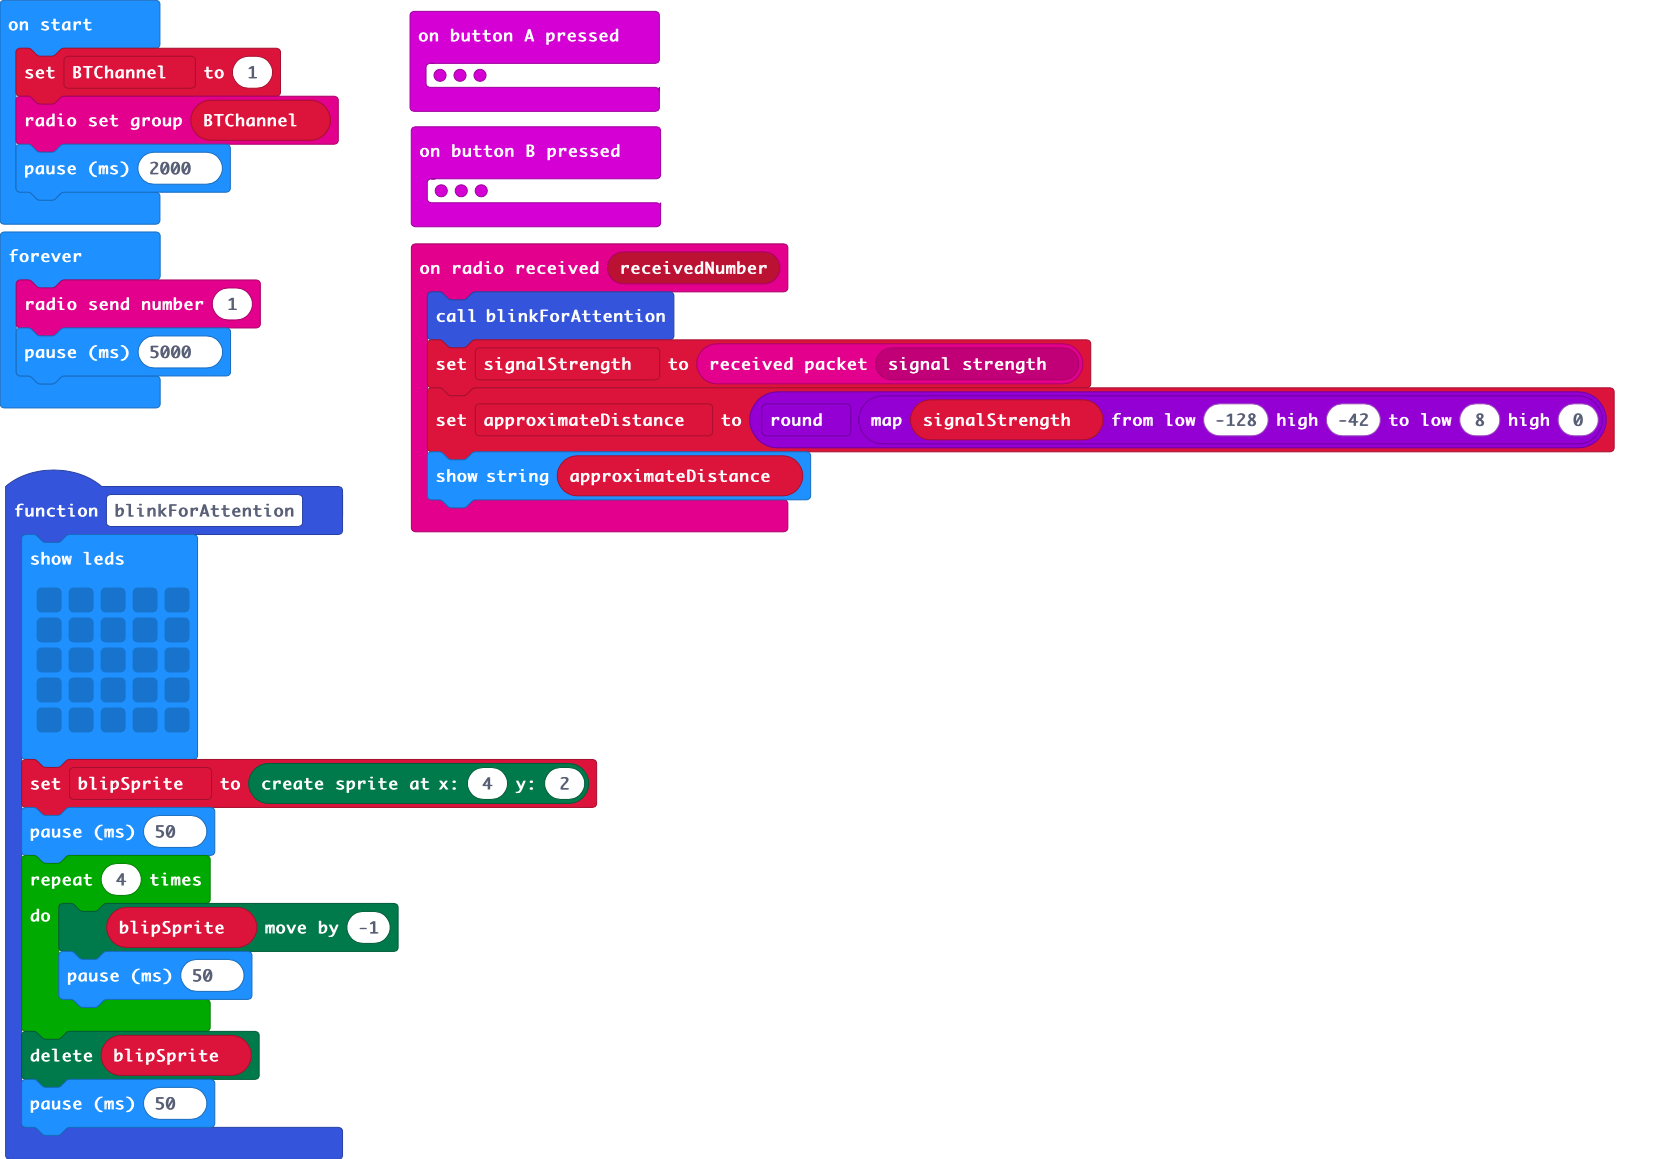 on start
set BTChannel to 1
radio set group BTChannel
pause (ms) 2000
forever
radio send number 1
pause (ms) 5000
on button A pressed
on button B pressed
on radio received receivedNumber
call blinkForAttention
set signalStrength to received packet signal strength
set approximateDistance to round map signalStrength from low -128 high -42 to low 8 high 0
show string approximateDistance
function blinkForAttention
show leds
set blipSprite to create sprite at x: 4 y: 2
pause (ms) 50
repeat 4 times
do
blipSprite move by -1
pause (ms) 50
delete blipSprite
pause (ms) 50